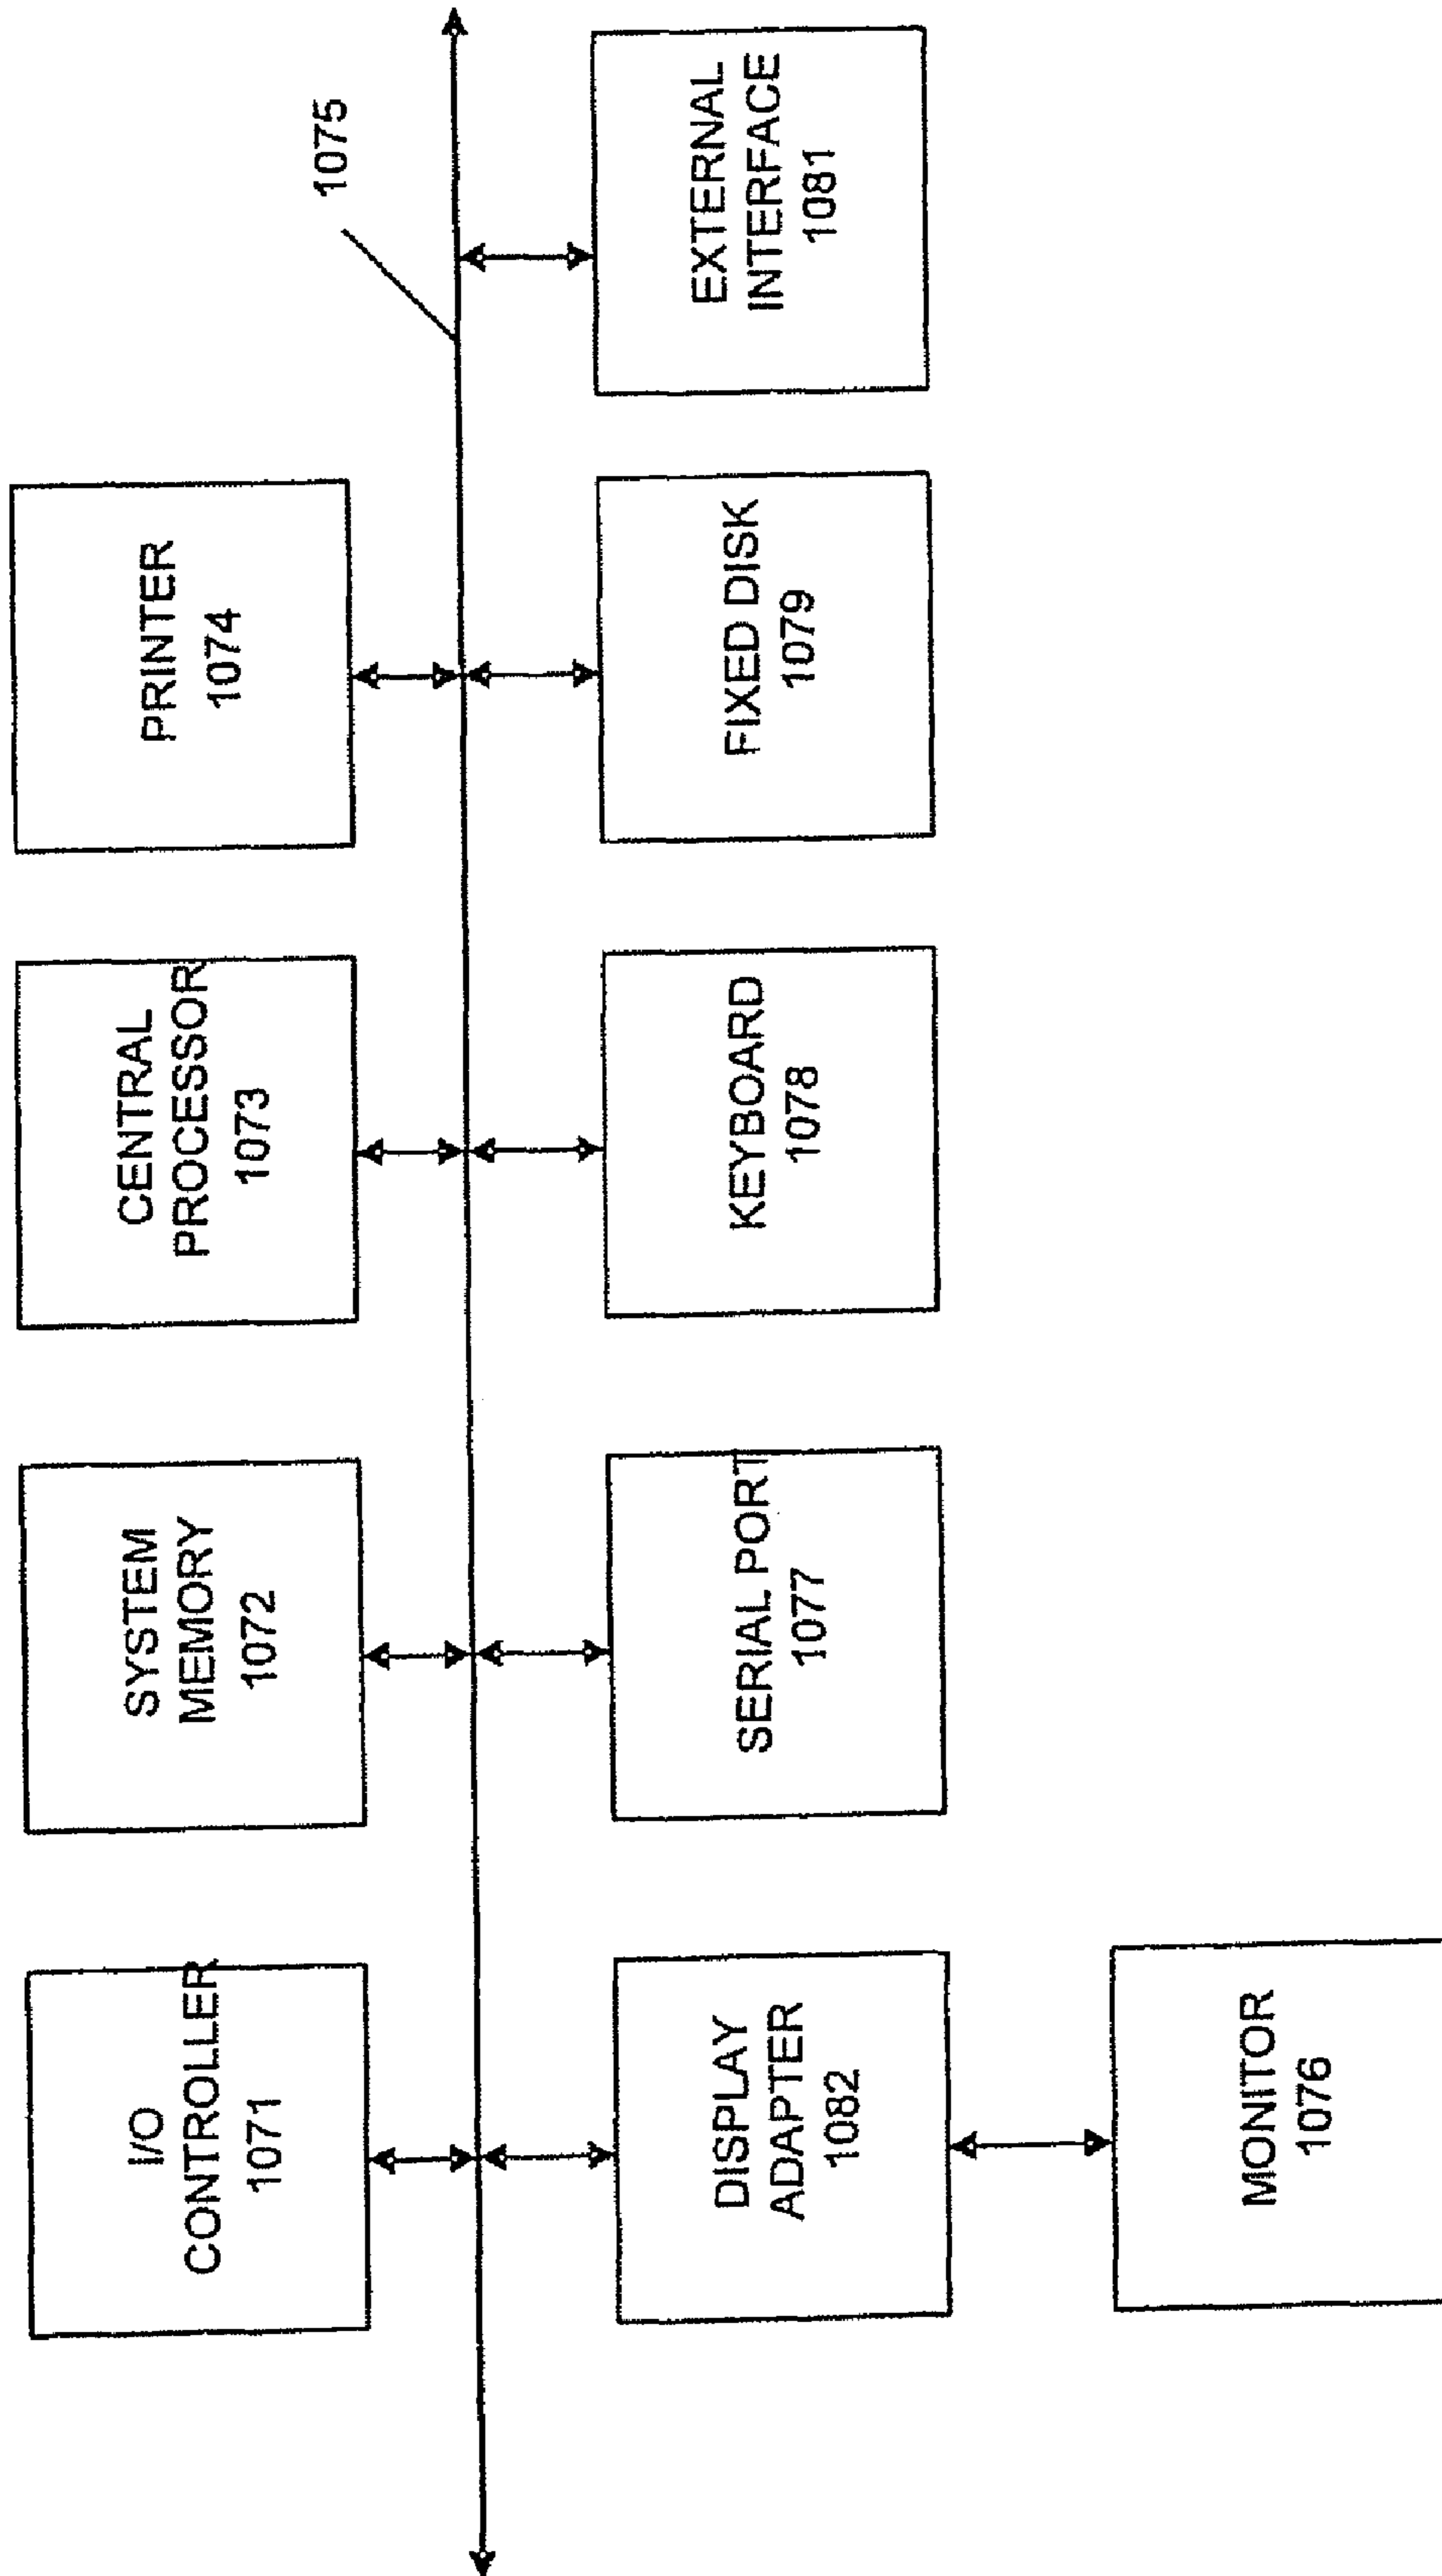 I/O
CONTROLLER
1071
SYSTEM
MEMORY
1072
CENTRAL
PROCESSOR
1073
PRINTER
1074
1075
DISPLAY
ADAPTER
1082
SERIAL PORT
1077
KEYBOARD
1078
FIXED DISK
1079
EXTERNAL
INTERFACE
1081
MONITOR
1076